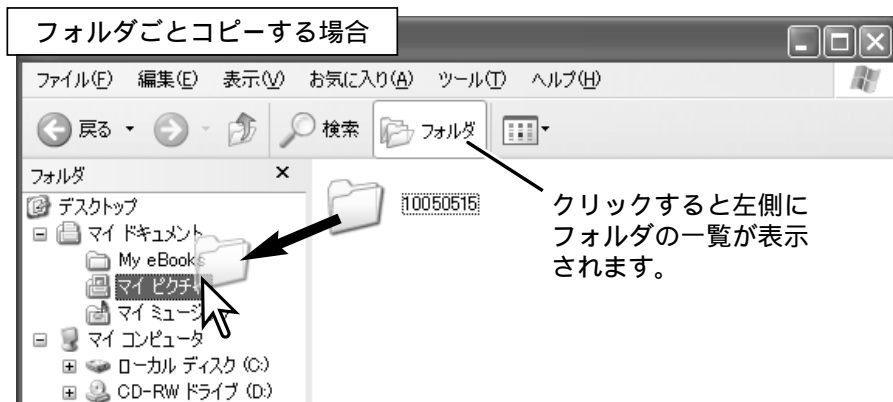 フォルダごとコピーする場合
ファイル(F) 編集(E) 表示(V) お気に入り(A) ツール(T) ヘルプ(H)
戻る 検索 フォルダ
フォルダ ×
デスクトップ
10050515
クリックすると左側に
フォルダの一覧が表示
されます。
マイ ドキュメント
My eBooks
マイ ピクチャ
マイ ミュージ
マイ コンピュータ
ローカル ディスク (C:)
CD-RW ドライブ (D:)